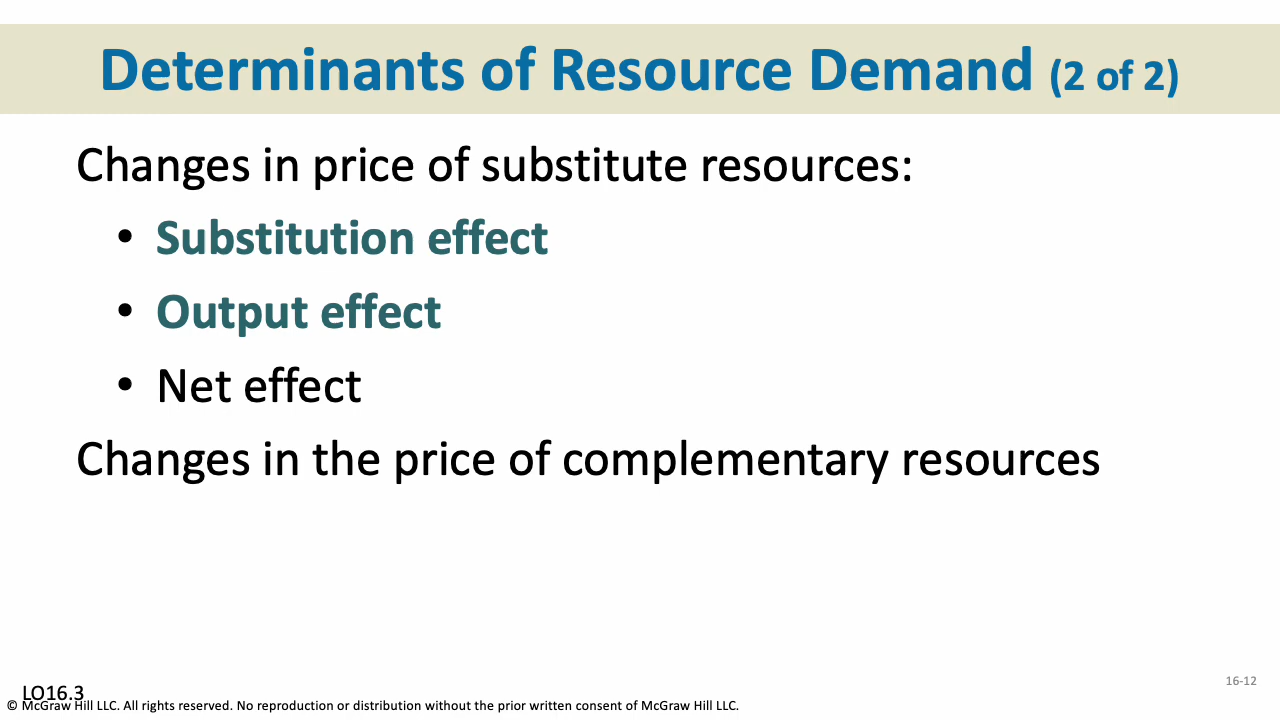 Determinants of Resource Demand (2 of 2)
Changes in price of substitute resources:
• Substitution effect
• Output effect
• Net effect
Changes in the price of complementary resources
16-12
LO16.3
© McGraw Hill LLC. All rights reserved. No reproduction or distribution without the prior written consent of McGraw Hill LLC.